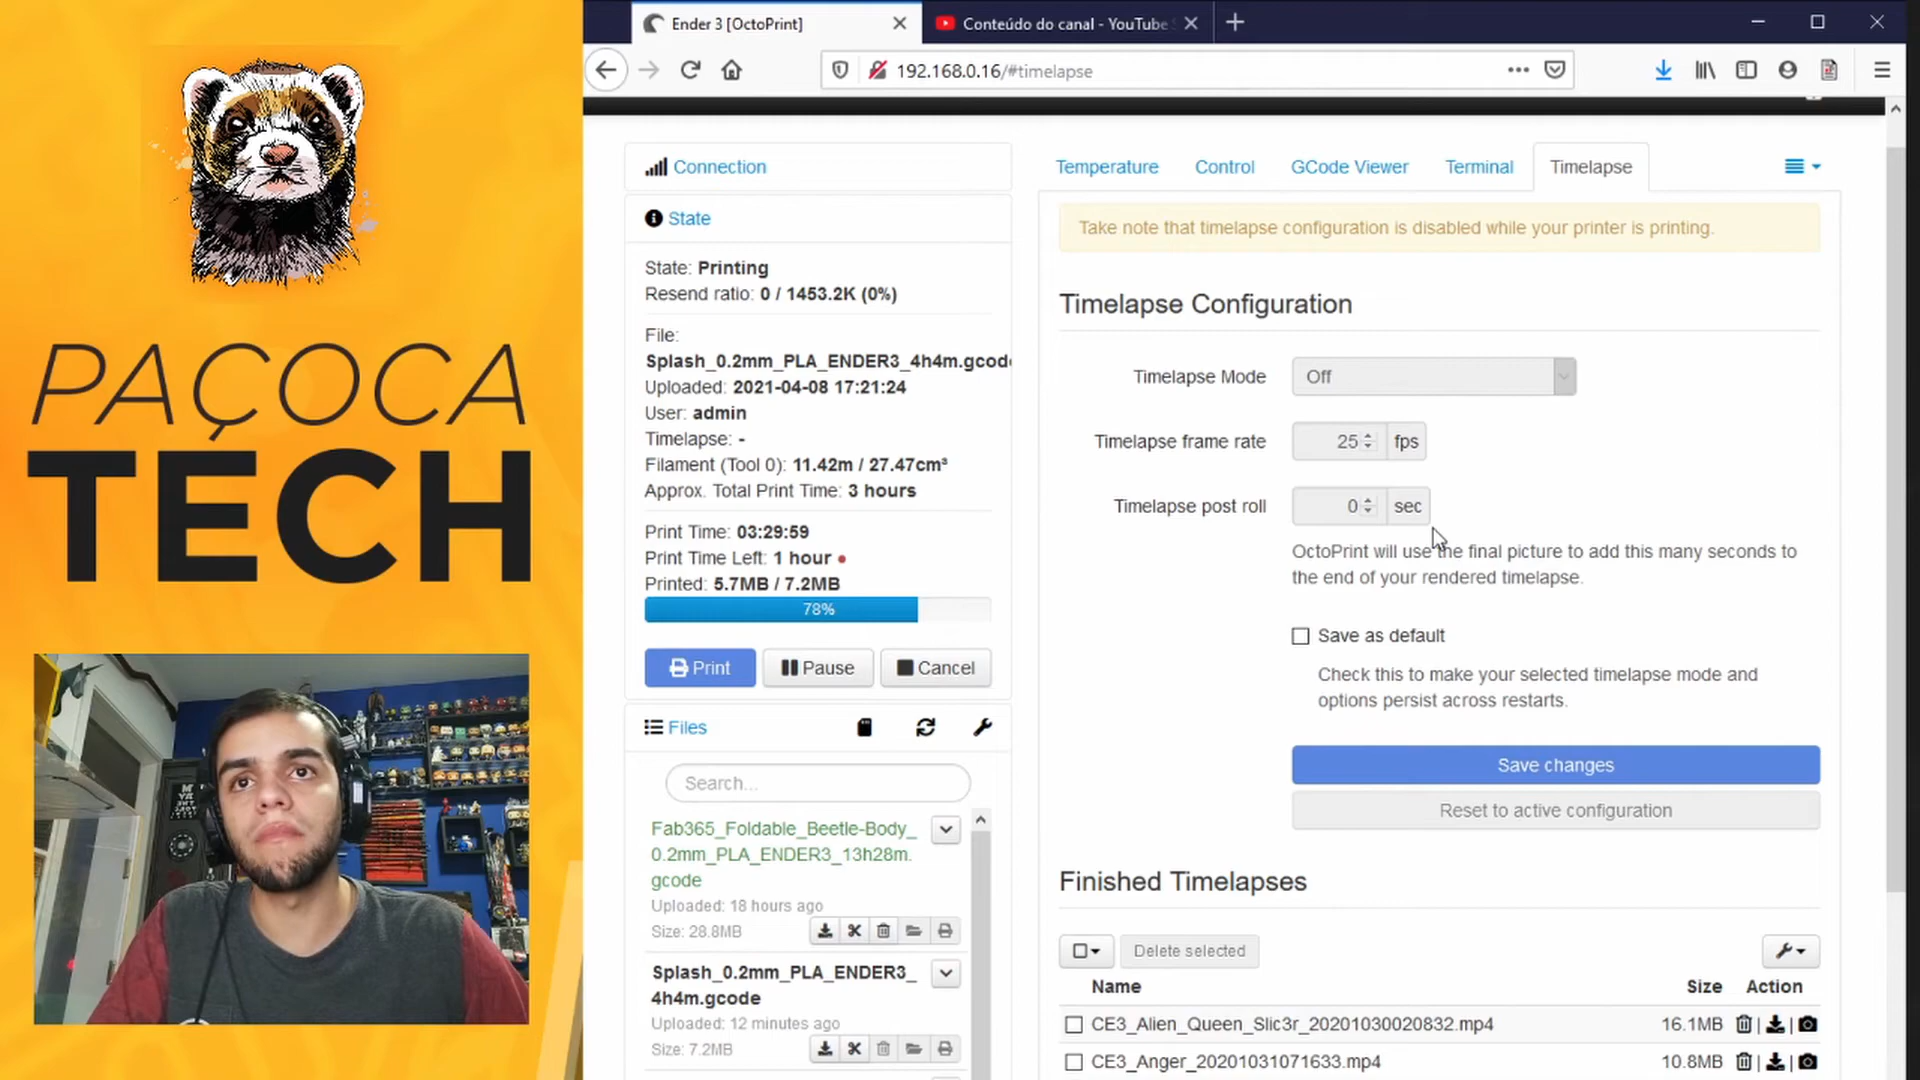 PAÇOCA
TECH
Ender 3 [OctoPrint]
Conteúdo do canal - YouTube
192.168.0.16/#timelapse
Connection
State
State: Printing
Resend ratio: 0 / 1453.2K (0%)
File:
Splash_0.2mm_PLA_ENDER3_4h4m.gcode
Uploaded: 2021-04-08 17:21:24
User: admin
Timelapse: -
Filament (Tool 0): 11.42m / 27.47cm³
Approx. Total Print Time: 3 hours
Print Time: 03:29:59
Print Time Left: 1 hour
Printed: 5.7MB / 7.2MB
78%
Print
Pause
Cancel
Files
Search...
Fab365_Foldable_Beetle-Body_
0.2mm_PLA_ENDER3_13h28m.
gcode
Uploaded: 18 hours ago
Size: 28.8MB
Splash_0.2mm_PLA_ENDER3_
4h4m.gcode
Uploaded: 12 minutes ago
Size: 7.2MB
Temperature
Control
GCode Viewer
Terminal
Timelapse
Take note that timelapse configuration is disabled while your printer is printing.
Timelapse Configuration
Timelapse Mode
Off
Timelapse frame rate
25 fps
Timelapse post roll
0 sec
OctoPrint will use the final picture to add this many seconds to
the end of your rendered timelapse.
Save as default
Check this to make your selected timelapse mode and
options persist across restarts.
Save changes
Reset to active configuration
Finished Timelapses
Delete selected
Name Size Action
CE3_Alien_Queen_Slic3r_20201030020832.mp4 16.1MB
CE3_Anger_20201031071633.mp4 10.8MB